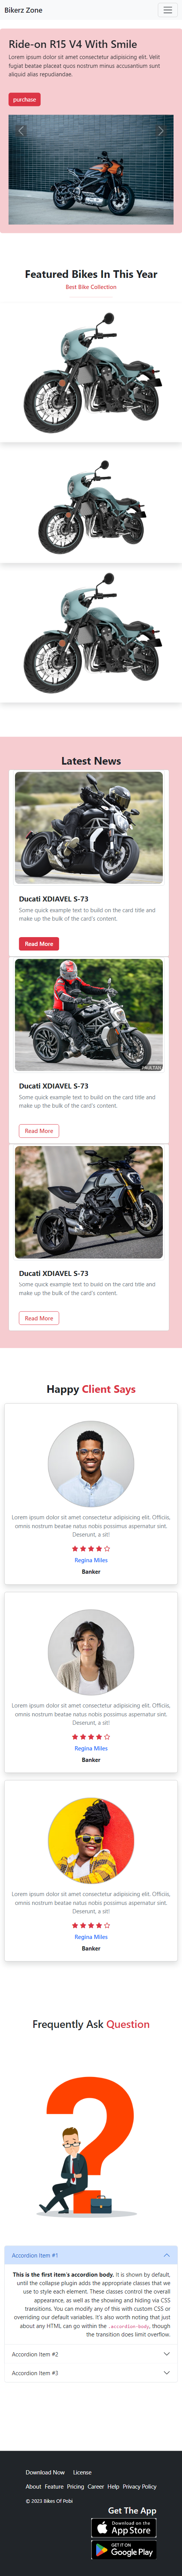 Bikerz Zone
Ride-on R15 V4 With Smile
Lorem ipsum dolor sit amet consectetur adipisicing elit. Velit
fugiat beatae placeat quos nostrum minus accusantium sunt
aliquid alias repudiandae.
purchase
Featured Bikes In This Year
Best Bike Collection
Latest News
Ducati XDIAVEL S-73
Some quick example text to build on the card title and
make up the bulk of the card's content.
Read More
Ducati XDIAVEL S-73
Some quick example text to build on the card title and
make up the bulk of the card's content.
Read More
Ducati XDIAVEL S-73
Some quick example text to build on the card title and
make up the bulk of the card's content.
Read More
Happy Client Says
Lorem ipsum dolor sit amet consectetur adipisicing elit. Officiis,
omnis nostrum beatae natus nobis possimus aspernatur sint.
Deserunt, a sit!
Regina Miles
Banker
Lorem ipsum dolor sit amet consectetur adipisicing elit. Officiis,
omnis nostrum beatae natus nobis possimus aspernatur sint.
Deserunt, a sit!
Regina Miles
Banker
Lorem ipsum dolor sit amet consectetur adipisicing elit. Officiis,
omnis nostrum beatae natus nobis possimus aspernatur sint.
Deserunt, a sit!
Regina Miles
Banker
Frequently Ask Question
Accordion Item #1
This is the first item's accordion body. It is shown by default,
until the collapse plugin adds the appropriate classes that we
use to style each element. These classes control the overall
appearance, as well as the showing and hiding via CSS
transitions. You can modify any of this with custom CSS or
overriding our default variables. It's also worth noting that just
about any HTML can go within the .accordion-body, though
the transition does limit overflow.
Accordion Item #2
Accordion Item #3
Download Now License
About Feature Pricing Career Help Privacy Policy
© 2023 Bikes Of Pobi
Get The App
Download on the
App Store
GET IT ON
Google Play